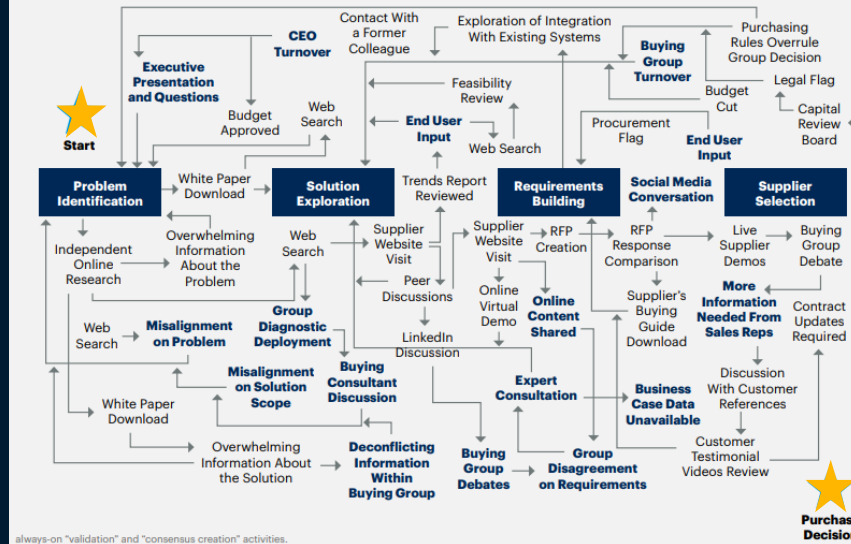 Contact With
a Former
Colleague
Exploration of Integration
With Existing Systems
Purchasing
Rules Overrule
Group Decision
CEO
Turnover
Buying
Group
Turnover
Executive
Presentation
and Questions
Feasibility
Review
Legal Flag
Budget
Cut
Capital
Review
Board
Start
Budget
Approved
Web
Search
End User
Input
Web Search
Procurement
Flag
End User
Input
Problem
Identification
White Paper
Download
Solution
Exploration
Trends Report
Reviewed
Requirements
Building
Social Media
Conversation
Supplier
Selection
Independent
Online
Research
Overwhelming
Information
About the
Problem
Web
Search
Supplier
Website
Visit
Supplier
Website
Visit
RFP
Creation
RFP
Response
Comparison
Live
Supplier
Demos
Buying
Group
Debate
Peer
Discussions
Online
Virtual
Demo
Online
Content
Shared
Supplier's
Buying
Guide
Download
More
Information
Needed From
Sales Reps
Contract
Updates
Required
Web
Search
Misalignment
on Problem
Group
Diagnostic
Deployment
LinkedIn
Discussion
Misalignment
on Solution
Scope
Buying
Consultant
Discussion
Expert
Consultation
Business
Case Data
Unavailable
Discussion
With Customer
References
White Paper
Download
Overwhelming
Information About
the Solution
Deconflicting
Information
Within
Buying Group
Buying
Group
Debates
Group
Disagreement
on Requirements
Customer
Testimonial
Videos Review
Purchas
Decision
always-on "validation" and "consensus creation" activities.